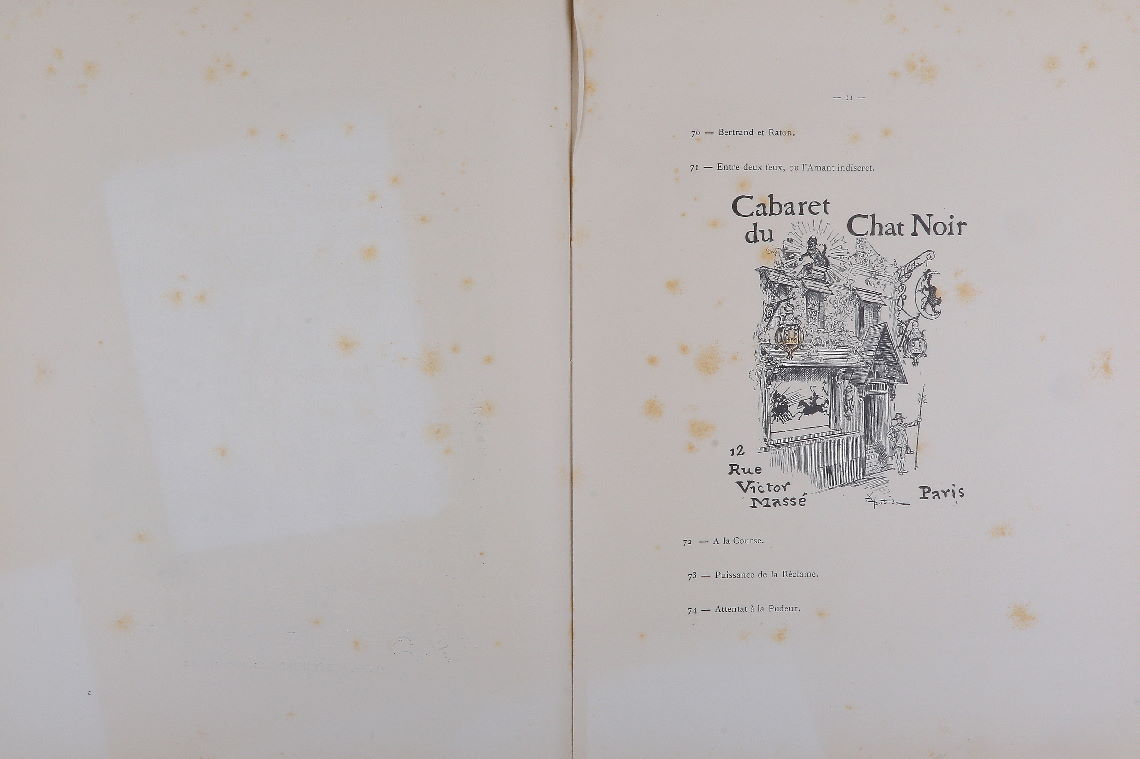 — 11 —
70 — Bertrand et Raton.
71 — Entre deux feux, ou l'Amant indiscret.
Cabaret
du Chat Noir
12
Rue
Victor
Massé
Paris
72 — A la Course.
73 — Puissance de la Réclame.
74 — Attentat à la Pudeur.